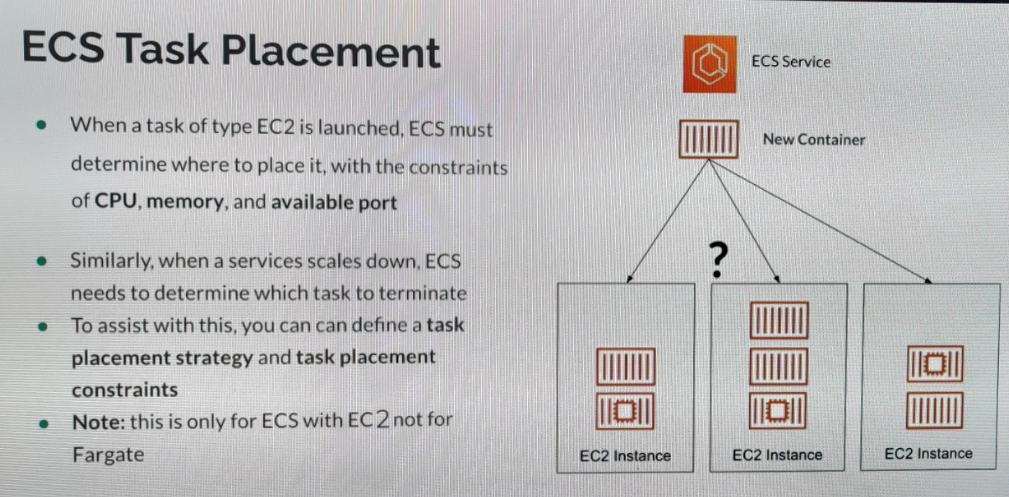 ECS Task Placement
ECS Service
New Container
When a task of type EC2 is launched, ECS must
determine where to place it, with the constraints
of CPU, memory, and available port
Similarly, when a services scales down, ECS
needs to determine which task to terminate
To assist with this, you can can define a task
placement strategy and task placement
constraints
Note: this is only for ECS with EC2 not for
Fargate
?
EC2 Instance
EC2 Instance
EC2 Instance